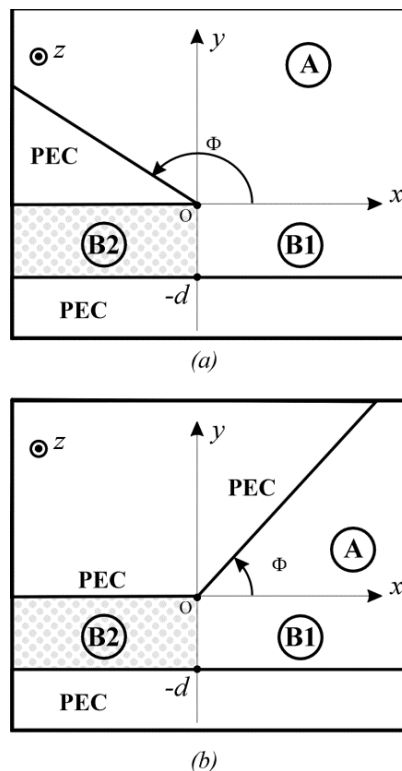 y
z
A
PEC
Φ
x
O
B2
B1
-d
PEC
(a)
y
z
PEC
A
Φ
PEC
x
O
B2
B1
-d
PEC
(b)